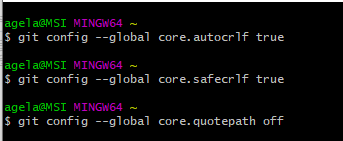 agela@MSI MINGW64 ~
$ git config --global core.autocrlf true
agela@MSI MINGW64 ~
$ git config --global core.safecrlf true
agela@MSI MINGW64 ~
$ git config --global core.quotepath off